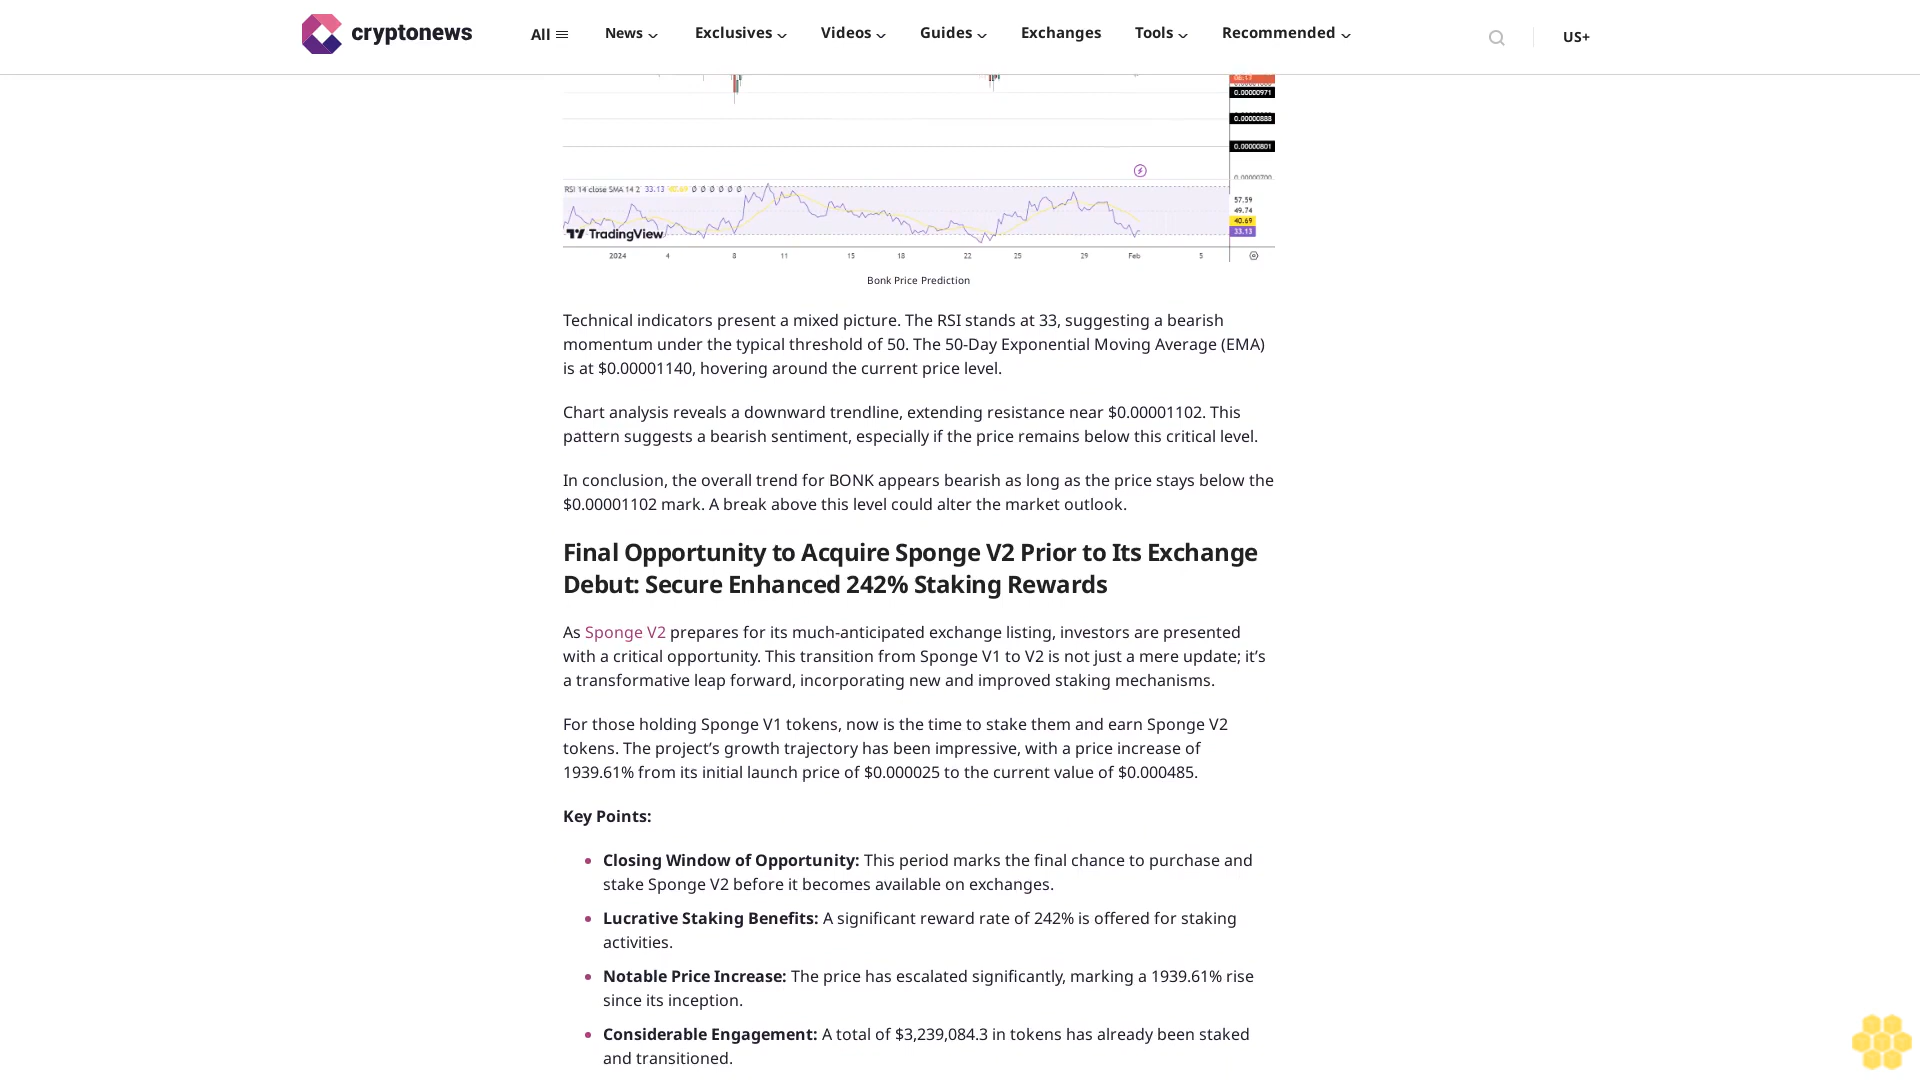 cryptonews
All
News
Exclusives
Videos
Guides
Exchanges
Tools
Recommended
US+
0.00000971
0.00000888
0.00000801
RSI 14 close SMA 14 2 33.13 40.69 0 0 0 0 0 0
57.59
49.74
40.69
33.13
TradingView
2024 4 8 11 15 18 22 25 29 Feb 5
Bonk Price Prediction
Technical indicators present a mixed picture. The RSI stands at 33, suggesting a bearish
momentum under the typical threshold of 50. The 50-Day Exponential Moving Average (EMA)
is at $0.00001140, hovering around the current price level.
Chart analysis reveals a downward trendline, extending resistance near $0.00001102. This
pattern suggests a bearish sentiment, especially if the price remains below this critical level.
In conclusion, the overall trend for BONK appears bearish as long as the price stays below the
$0.00001102 mark. A break above this level could alter the market outlook.
Final Opportunity to Acquire Sponge V2 Prior to Its Exchange
Debut: Secure Enhanced 242% Staking Rewards
As Sponge V2 prepares for its much-anticipated exchange listing, investors are presented
with a critical opportunity. This transition from Sponge V1 to V2 is not just a mere update; it’s
a transformative leap forward, incorporating new and improved staking mechanisms.
For those holding Sponge V1 tokens, now is the time to stake them and earn Sponge V2
tokens. The project’s growth trajectory has been impressive, with a price increase of
1939.61% from its initial launch price of $0.000025 to the current value of $0.000485.
Key Points:
Closing Window of Opportunity: This period marks the final chance to purchase and
stake Sponge V2 before it becomes available on exchanges.
Lucrative Staking Benefits: A significant reward rate of 242% is offered for staking
activities.
Notable Price Increase: The price has escalated significantly, marking a 1939.61% rise
since its inception.
Considerable Engagement: A total of $3,239,084.3 in tokens has already been staked
and transitioned.